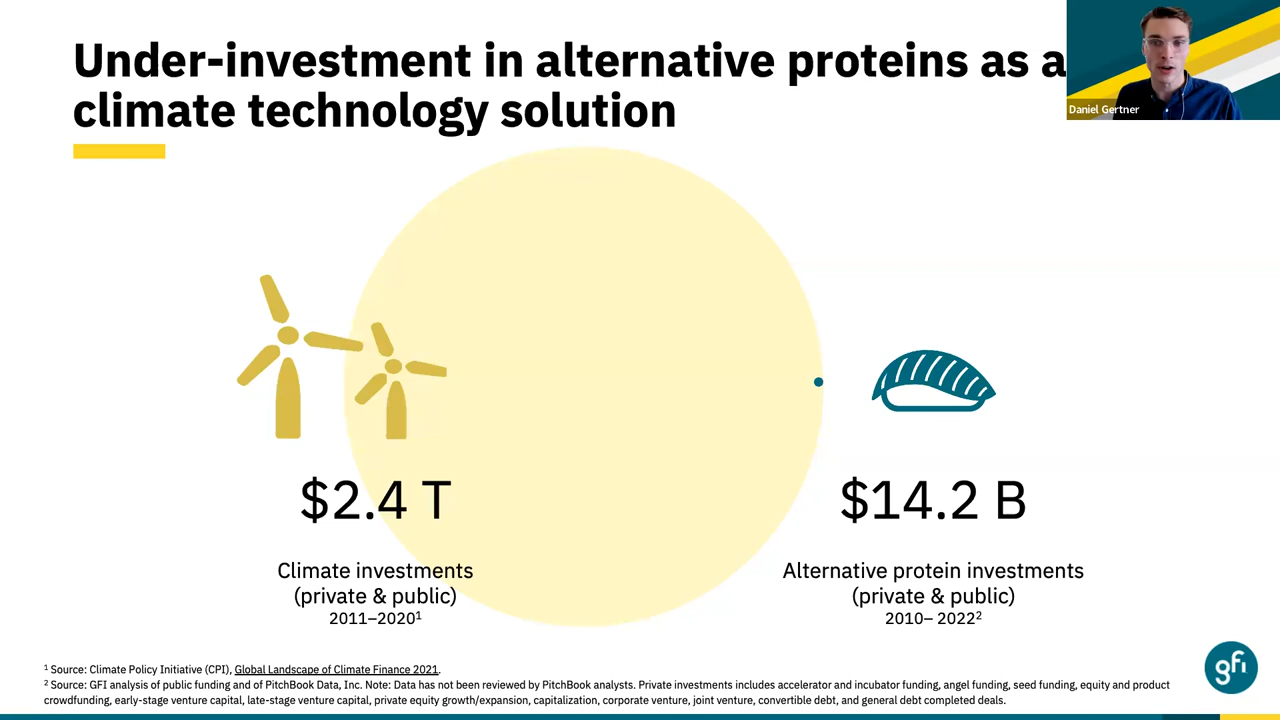 Under-investment in alternative proteins as a
climate technology solution
Daniel Gertner
$2.4 T
Climate investments
(private & public)
2011–2020¹
$14.2 B
Alternative protein investments
(private & public)
2010– 2022²
¹ Source: Climate Policy Initiative (CPI), Global Landscape of Climate Finance 2021.
² Source: GFI analysis of public funding and of PitchBook Data, Inc. Note: Data has not been reviewed by PitchBook analysts. Private investments includes accelerator and incubator funding, angel funding, seed funding, equity and product
crowdfunding, early-stage venture capital, late-stage venture capital, private equity growth/expansion, capitalization, corporate venture, joint venture, convertible debt, and general debt completed deals.
gfi